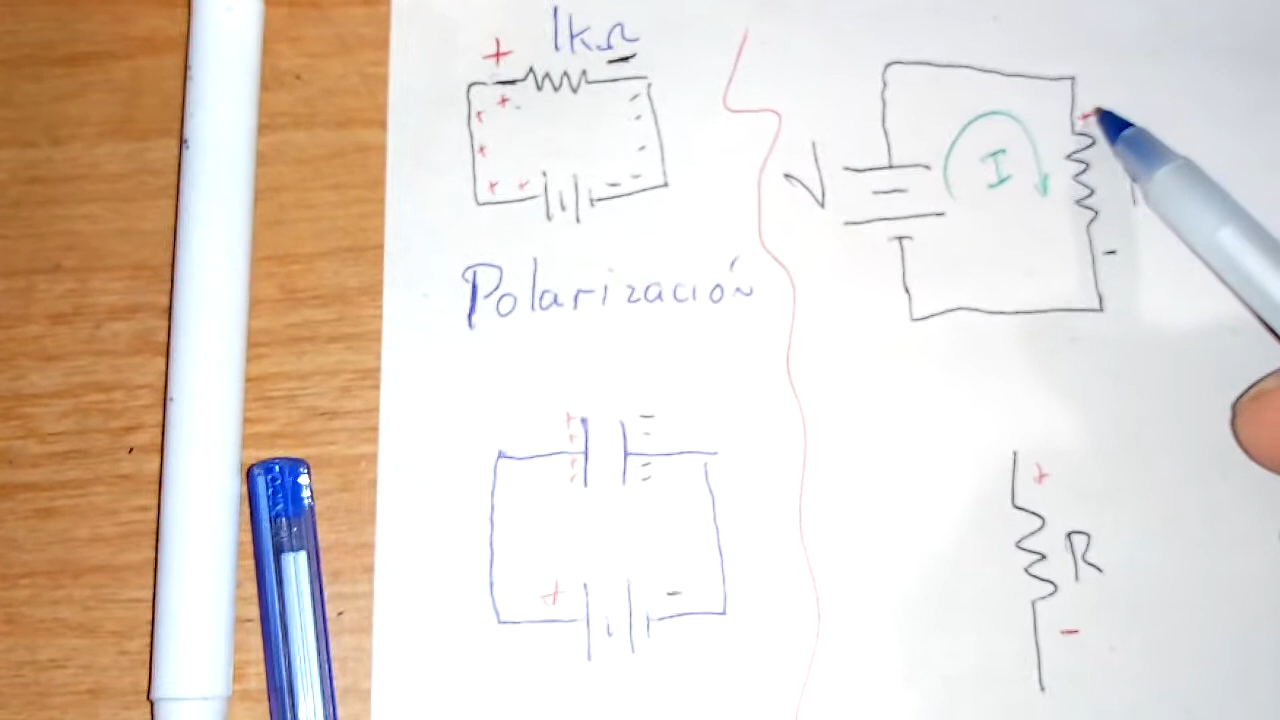 1kΩ
Polarización
V
I
R